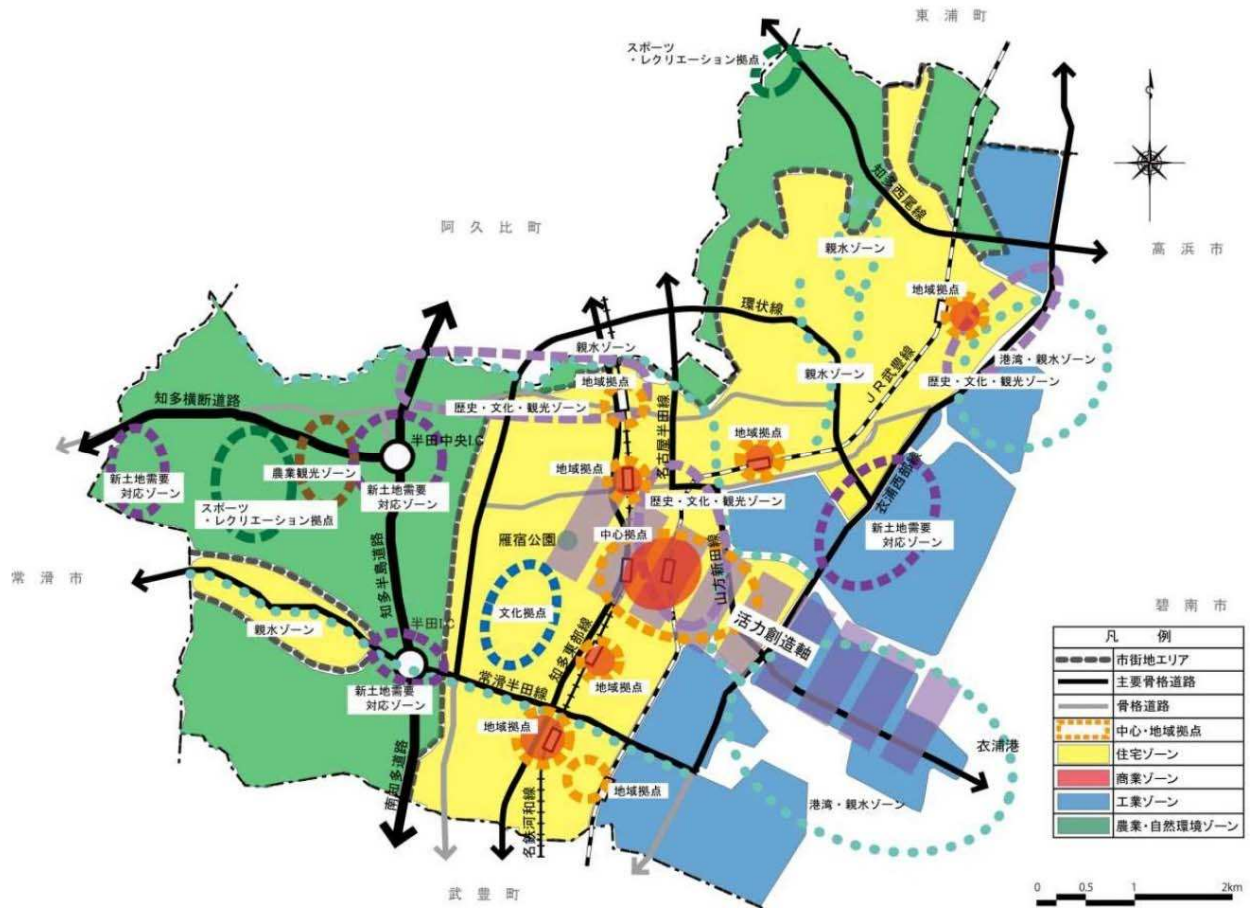 東浦町
スポーツ
・レクリエーション拠点
知多西尾線
阿久比町
高浜市
親水ゾーン
地域拠点
環状線
親水ゾーン
港湾・親水ゾーン
親水ゾーン
JR武豊線
歴史・文化・観光ゾーン
地域拠点
知多横断道路
歴史・文化・観光ゾーン
名古屋半田線
地域拠点
半田中央I.C
地域拠点
衣浦西部線
新土地需要
対応ゾーン
農業観光ゾーン
新土地需要
対応ゾーン
歴史・文化・観光ゾーン
スポーツ
・レクリエーション拠点
新土地需要
対応ゾーン
雁宿公園
中心拠点
山方新田線
常滑市
知多半島道路
文化拠点
碧南市
半田I.C
活力創造軸
親水ゾーン
知多東部線
常滑半田線
地域拠点
新土地需要
対応ゾーン
地域拠点
衣浦港
南知多道路
地域拠点
港湾・親水ゾーン
名鉄河和線
武豊町
凡例
市街地エリア
主要骨格道路
骨格道路
中心・地域拠点
住宅ゾーン
商業ゾーン
工業ゾーン
農業・自然環境ゾーン
0 0.5 1 2km